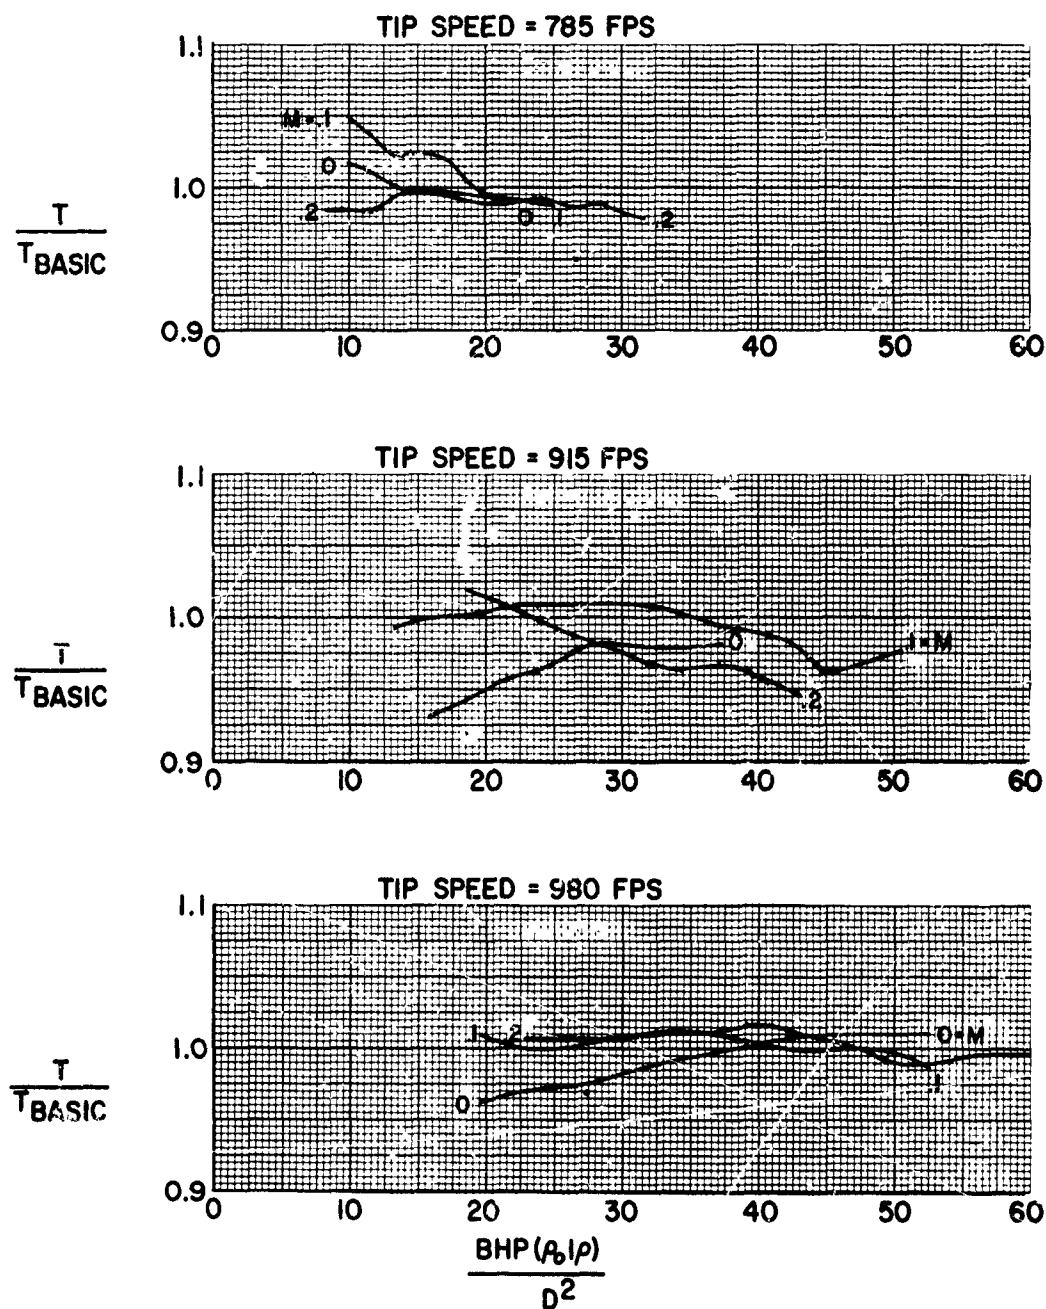 TIP SPEED = 785 FPS
1.1
M=.1
0
1.0
.2
0 .1 .2
T
TBASIC
0.9
0 10 20 30 40 50 60
TIP SPEED = 915 FPS
1.1
1.0
0
.1=M
.2
T
TBASIC
0.9
0 10 20 30 40 50 60
TIP SPEED = 980 FPS
1.1
.1 .2
0=M
1.0
.1
0
T
TBASIC
0.9
0 10 20 30 40 50 60
BHP(ρ₀/ρ)
D²